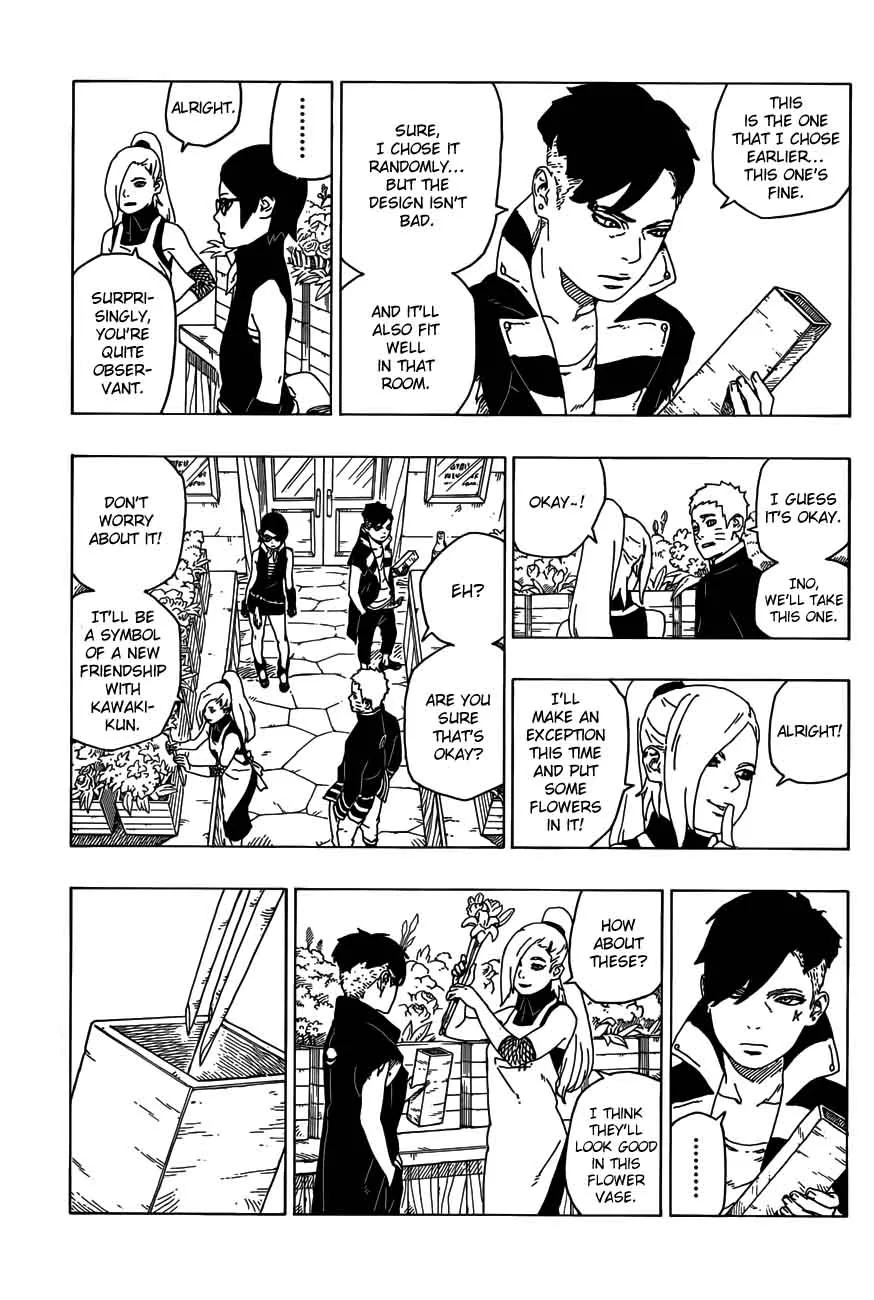 THIS
IS THE ONE
THAT I CHOSE
EARLIER...
THIS ONE'S
FINE.
SURE,
I CHOSE IT
RANDOMLY...
BUT THE
DESIGN ISN'T
BAD.
AND IT'LL
ALSO FIT
WELL
IN THAT
ROOM.
........
ALRIGHT.
SURPRI-
SINGLY,
YOU'RE
QUITE
OBSER-
VANT.
I GUESS
IT'S OKAY.
INO,
WE'LL TAKE
THIS ONE.
OKAY~!
ALRIGHT!
I'LL
MAKE AN
EXCEPTION
THIS TIME
AND PUT
SOME
FLOWERS
IN IT!
EH?
ARE YOU
SURE
THAT'S
OKAY?
DON'T
WORRY
ABOUT IT!
IT'LL BE
A SYMBOL
OF A NEW
FRIENDSHIP
WITH
KAWAKI-
KUN.
K
........
HOW
ABOUT
THESE?
I THINK
THEY'LL
LOOK GOOD
IN THIS
FLOWER
VASE.